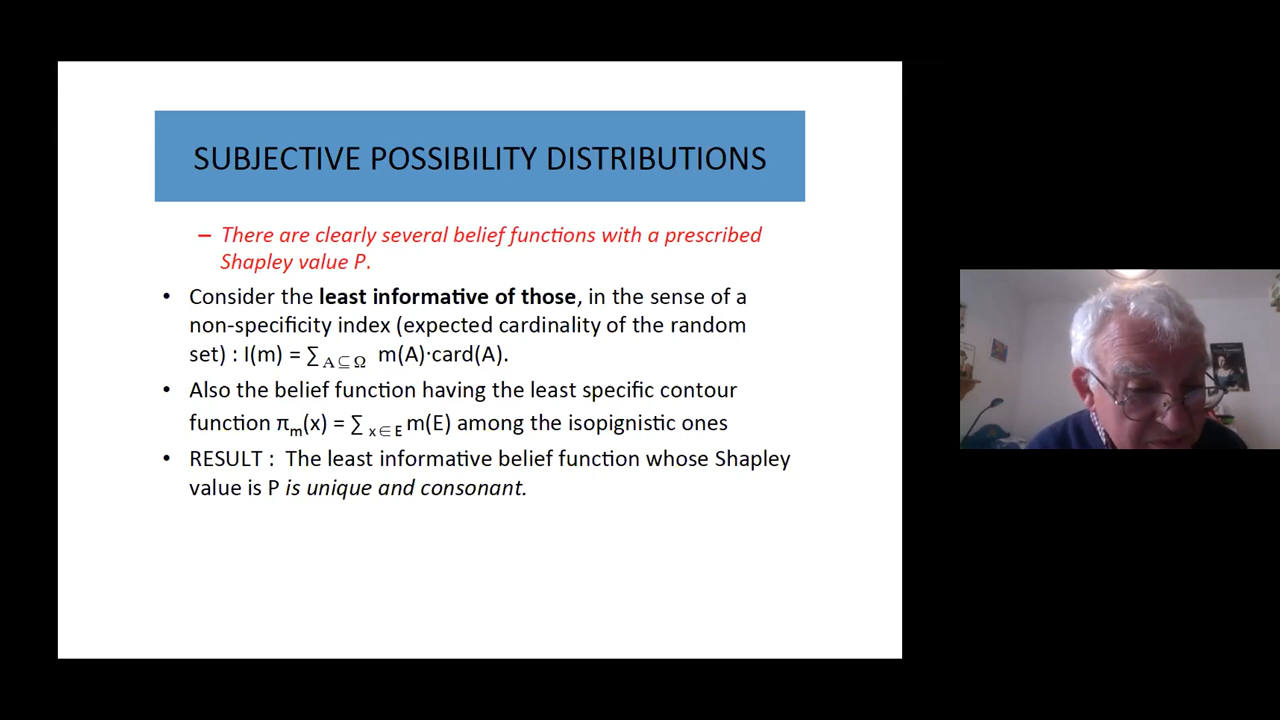 SUBJECTIVE POSSIBILITY DISTRIBUTIONS
– There are clearly several belief functions with a prescribed
Shapley value P.
• Consider the least informative of those, in the sense of a
non-specificity index (expected cardinality of the random
set) : I(m) = ∑ A⊆Ω m(A)·card(A).
• Also the belief function having the least specific contour
function πm(x) = ∑ x∈E m(E) among the isopignistic ones
• RESULT : The least informative belief function whose Shapley
value is P is unique and consonant.